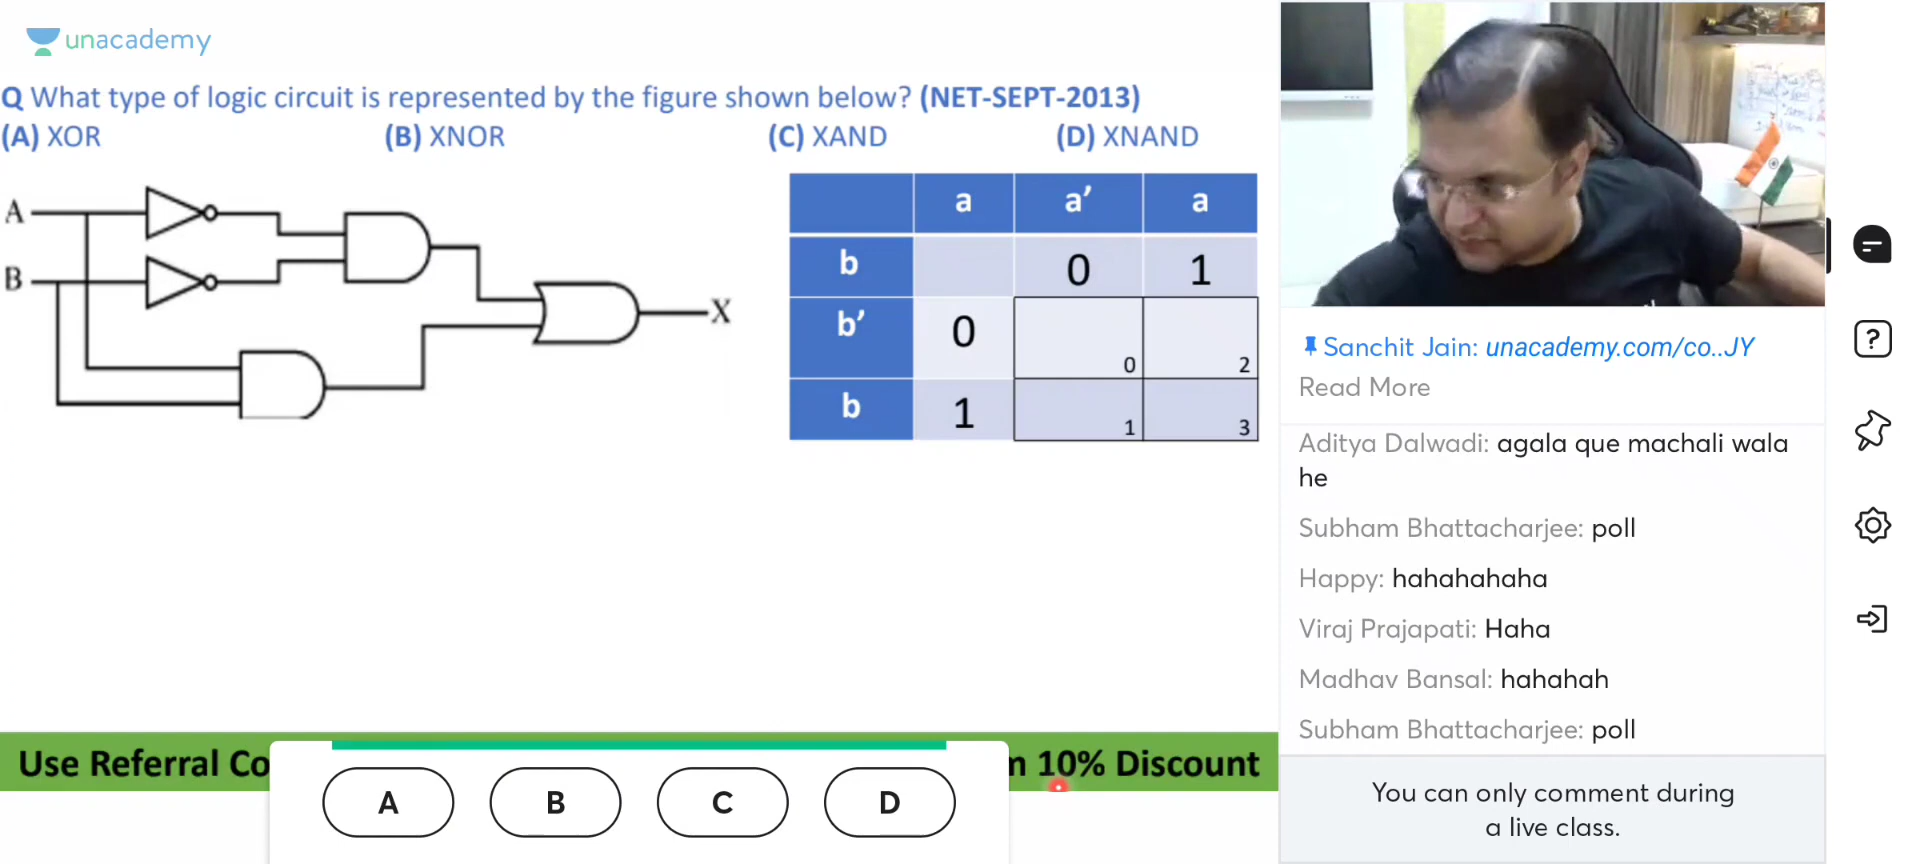 unacademy
Q What type of logic circuit is represented by the figure shown below? (NET-SEPT-2013)
(A) XOR (B) XNOR (C) XAND (D) XNAND
A
B
X
a a’ a
b 0 1
b’ 0 0 2
b 1 1 3
Use Referral Co
10% Discount
A B C D
Sanchit Jain: unacademy.com/co..JY
Read More
Aditya Dalwadi: agala que machali wala
he
Subham Bhattacharjee: poll
Happy: hahahahaha
Viraj Prajapati: Haha
Madhav Bansal: hahahah
Subham Bhattacharjee: poll
You can only comment during
a live class.
?